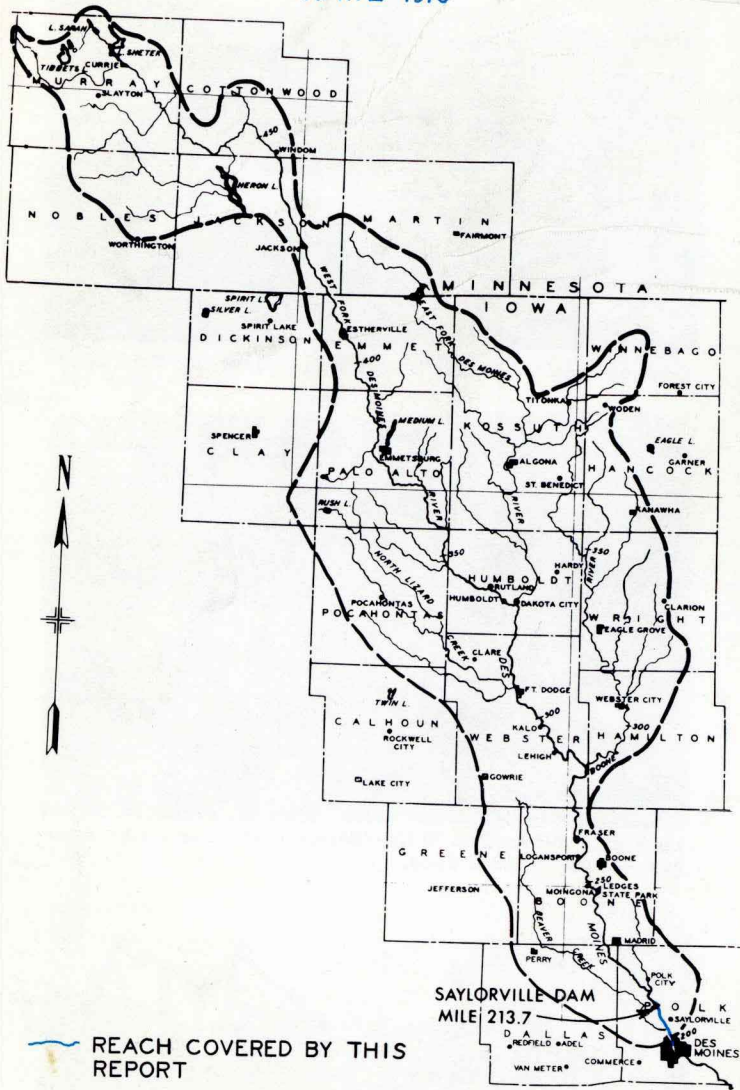 1976
L. SARAH
L. SHETEK
TIBBETS
CURRIE
MURRAY
COTTONWOOD
SLAYTON
450
WINDOM
HERON L.
NOBLES
JACKSON
MARTIN
FAIRMONT
WORTHINGTON
JACKSON
MINNESOTA
IOWA
WEST FORK
EAST FORK
DES MOINES
SPIRIT L.
SILVER L.
SPIRIT LAKE
ESTHERVILLE
DICKINSON
EMMET
WINNEBAGO
400
DES MOINES
FOREST CITY
TITONKA
WODEN
KOSSUTH
MEDIUM L.
SPENCER
CLAY
EMMETSBURG
ALGONA
EAGLE L.
GARNER
HANCOCK
PALO ALTO
ST. BENEDICT
N
RUSH L.
RIVER
RIVER
KANAWHA
350
350
NORTH LIZARD
CREEK
HARDY
RIVER
HUMBOLDT
RUTLAND
POCAHONTAS
HUMBOLDT
DAKOTA CITY
CLARION
POCAHONTAS
WRIGHT
EAGLE GROVE
CLARE
DES
TWIN L.
FT. DODGE
WEBSTER CITY
300
300
CALHOUN
KALO
WEBSTER
HAMILTON
ROCKWELL
CITY
LEHIGH
BOONE
LAKE CITY
GOWRIE
FRASER
GREENE
LOGANSPORT
BOONE
250
JEFFERSON
MOINGONA
LEDGES
STATE PARK
BOONE
BEAVER
CREEK
MOINES
MADRID
PERRY
POLK
CITY
SAYLORVILLE DAM
MILE 213.7
POLK
SAYLORVILLE
200
DALLAS
DES
MOINES
REDFIELD
ADEL
VAN METER
COMMERCE
REACH COVERED BY THIS
REPORT